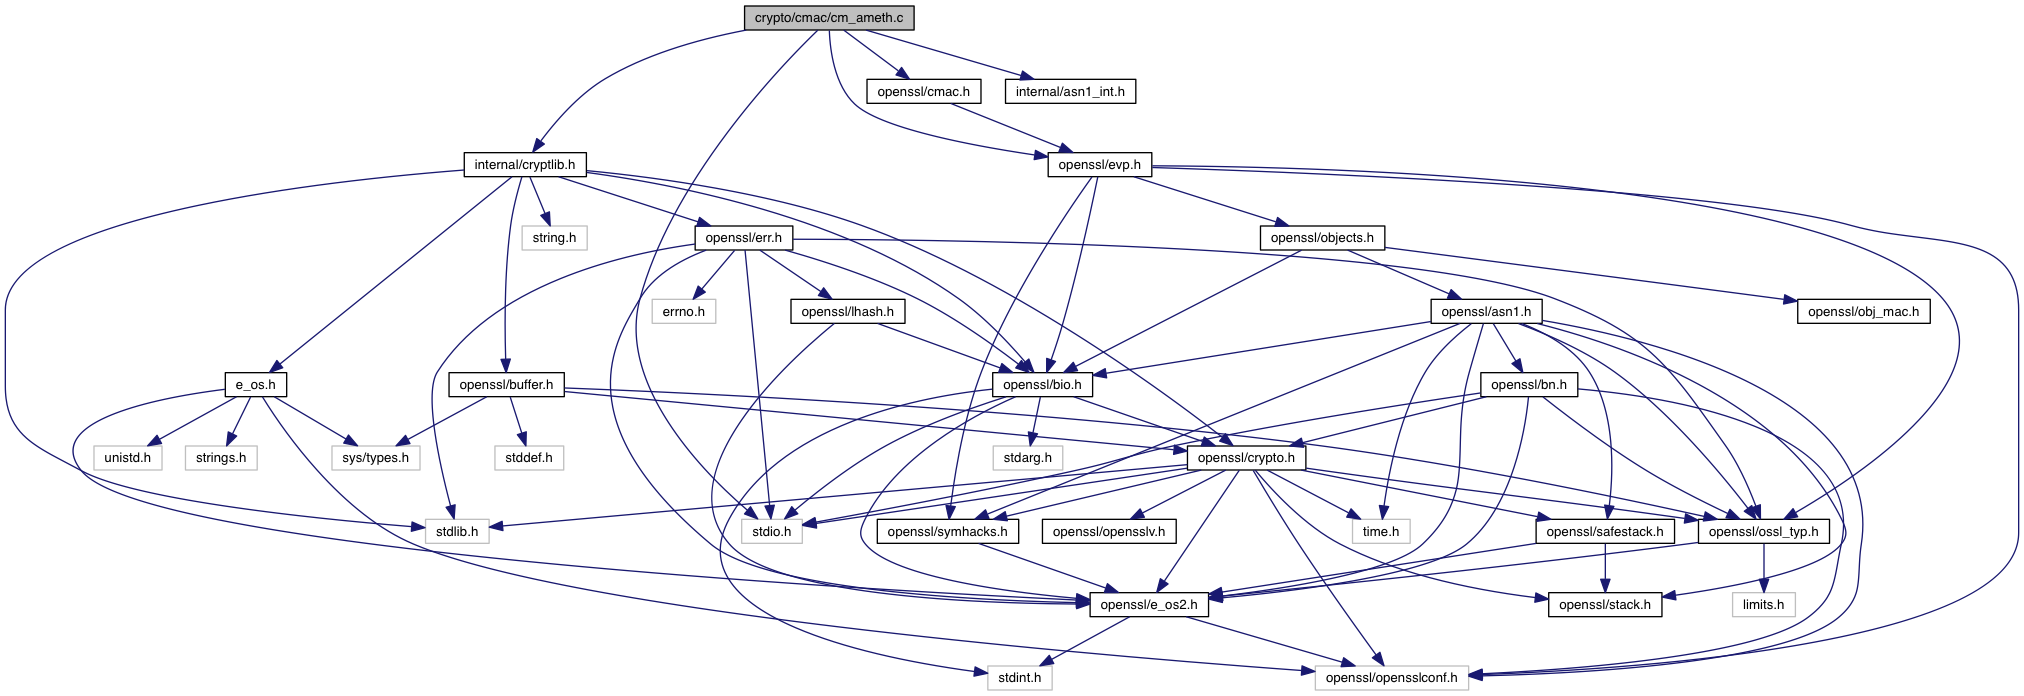 crypto/cmac/cm_ameth.c
openssl/cmac.h
internal/asn1_int.h
internal/cryptlib.h
openssl/evp.h
string.h
openssl/err.h
openssl/objects.h
errno.h
openssl/lhash.h
openssl/asn1.h
openssl/obj_mac.h
e_os.h
openssl/buffer.h
openssl/bio.h
openssl/bn.h
unistd.h
strings.h
sys/types.h
stddef.h
stdarg.h
openssl/crypto.h
stdlib.h
stdio.h
openssl/symhacks.h
openssl/opensslv.h
time.h
openssl/safestack.h
openssl/ossl_typ.h
openssl/e_os2.h
openssl/stack.h
limits.h
stdint.h
openssl/opensslconf.h